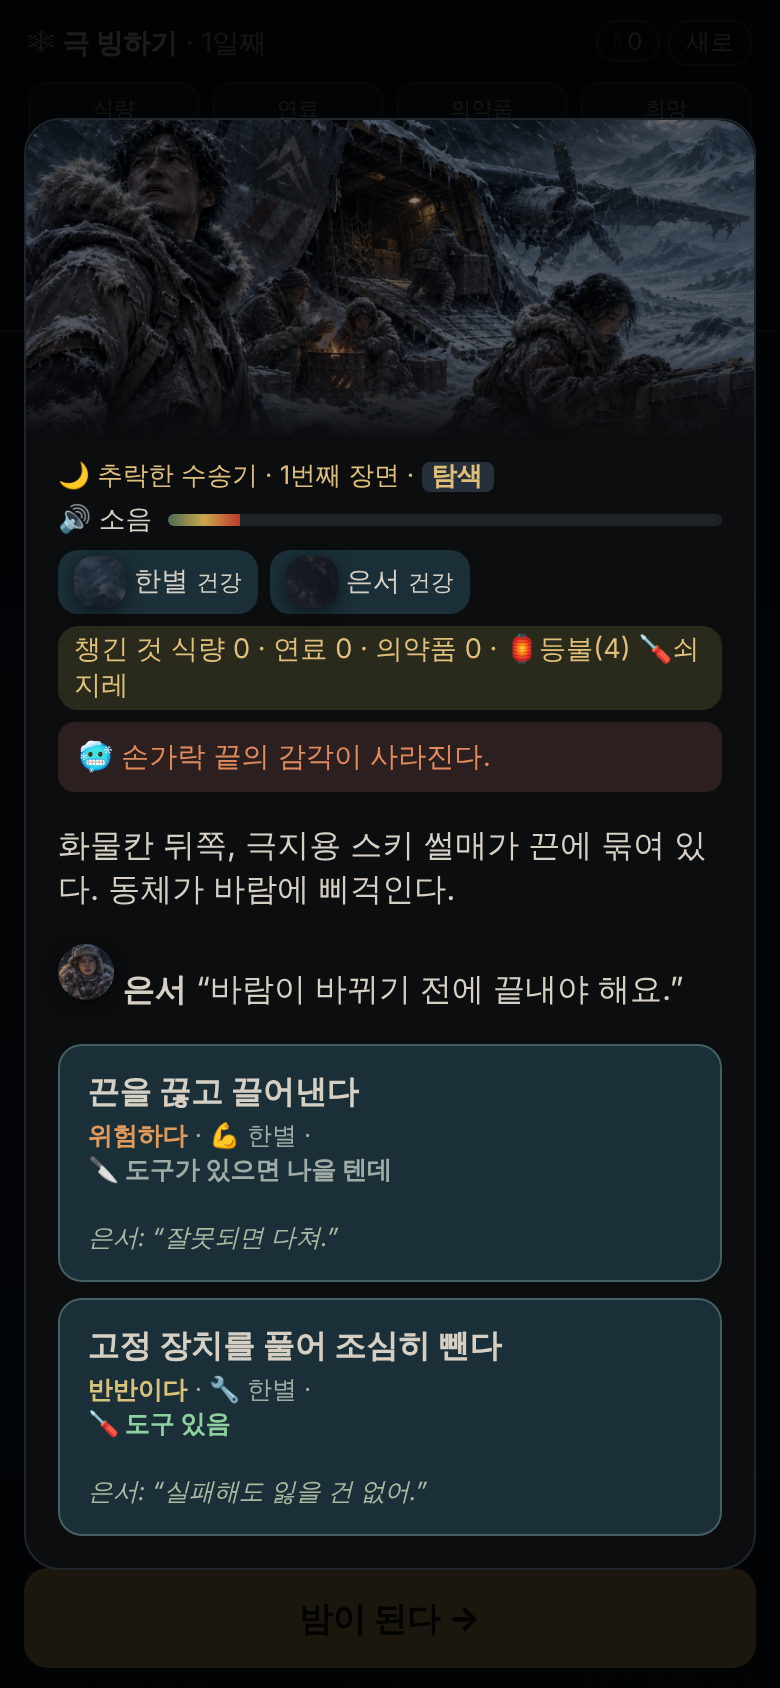 ❄ 극 빙하기 · 1일째
0 새로
식량 연료 의약품 희망
🌙 추락한 수송기 · 1번째 장면 · 탐색
🔊 소음
한별 건강 은서 건강
챙긴 것 식량 0 · 연료 0 · 의약품 0 · 🏮등불(4) 🪛쇠
지레
🥶 손가락 끝의 감각이 사라진다.
화물칸 뒤쪽, 극지용 스키 썰매가 끈에 묶여 있
다. 동체가 바람에 삐걱인다.
은서 “바람이 바뀌기 전에 끝내야 해요.”
끈을 끊고 끌어낸다
위험하다 · 💪 한별 ·
🔪 도구가 있으면 나을 텐데
은서: “잘못되면 다쳐.”
고정 장치를 풀어 조심히 뺀다
반반이다 · 🔧 한별 ·
🪛 도구 있음
은서: “실패해도 잃을 건 없어.”
밤이 된다 →